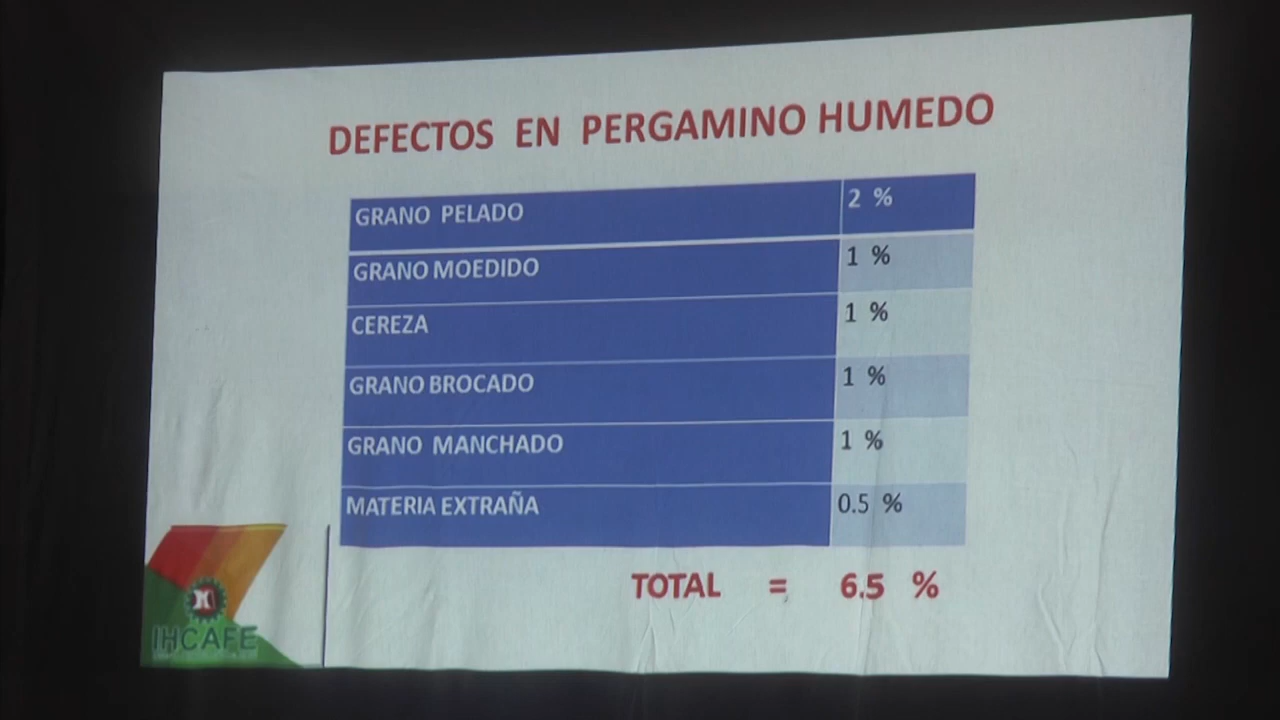 DEFECTOS EN PERGAMINO HUMEDO
GRANO PELADO 2 %
GRANO MOEDIDO 1 %
CEREZA 1 %
GRANO BROCADO 1 %
GRANO MANCHADO 1 %
MATERIA EXTRAÑA 0.5 %
TOTAL = 6.5 %
IHCAFE